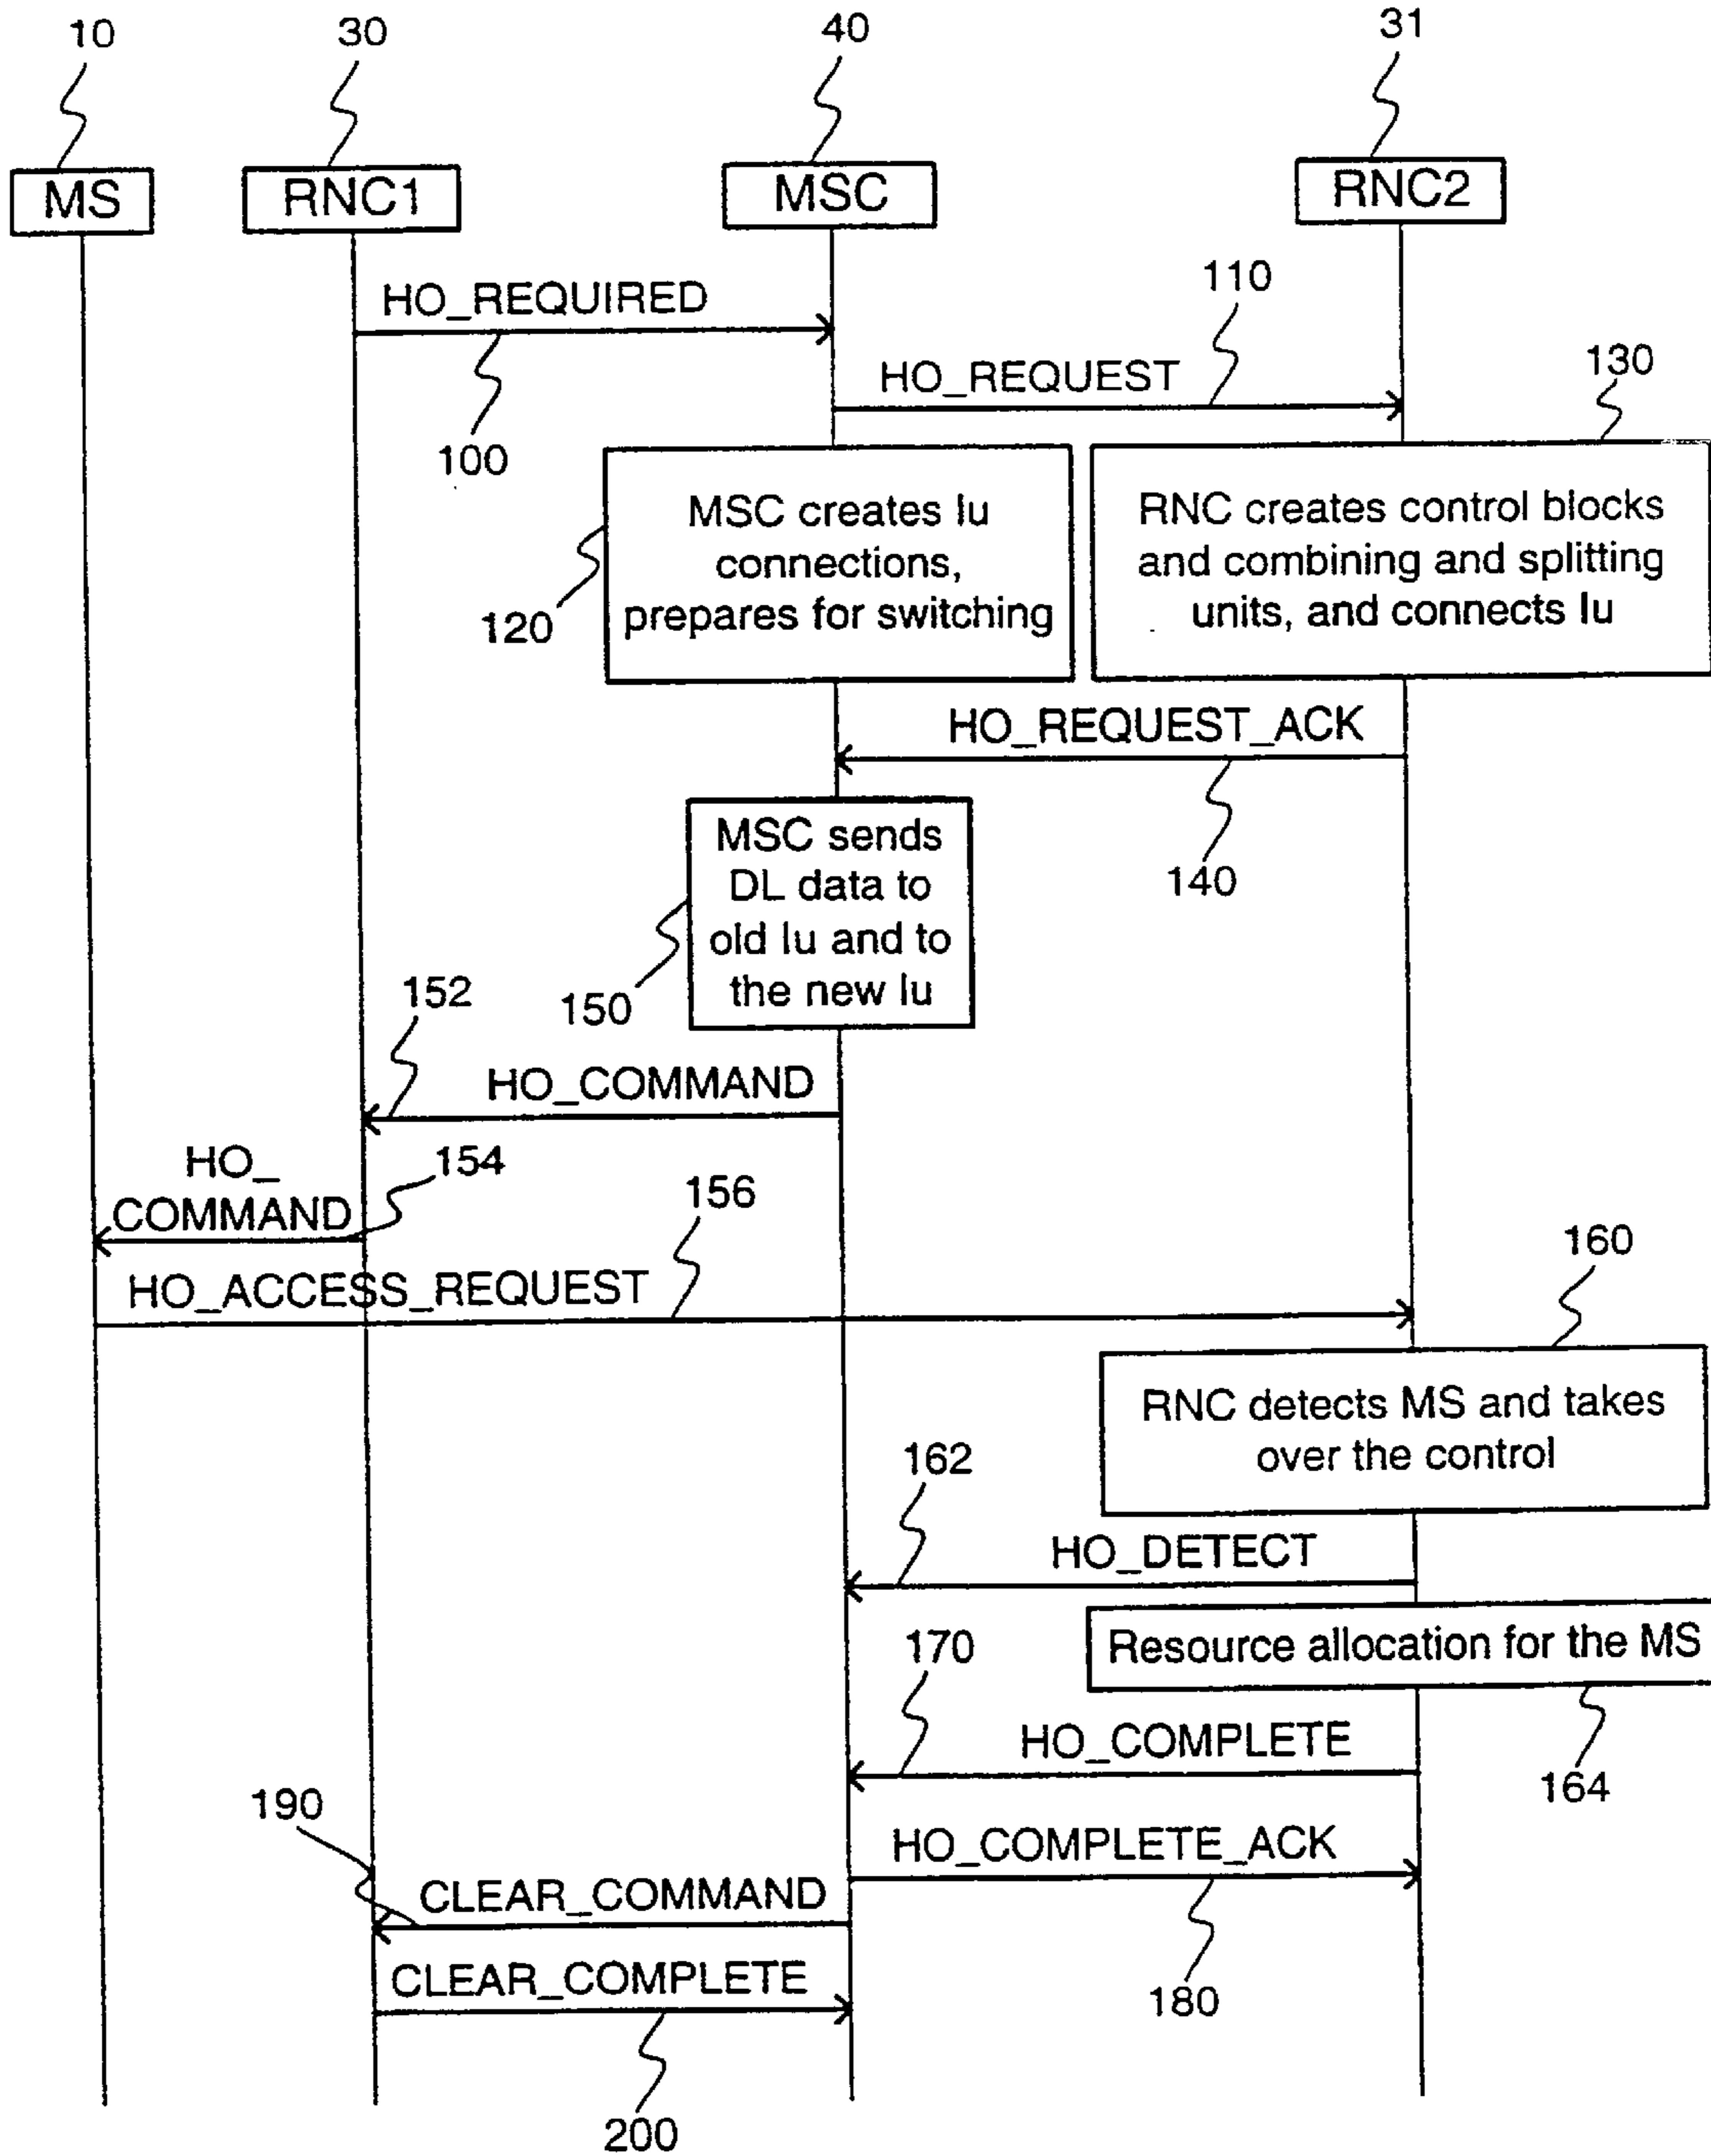 10
30
40
31
MS
RNC1
MSC
RNC2
HO_REQUIRED
110
HO_REQUEST
130
100
MSC creates Iu
connections,
prepares for switching
RNC creates control blocks
and combining and splitting
units, and connects Iu
120
HO_REQUEST_ACK
MSC sends
DL data to
old Iu and to
the new Iu
140
152
150
HO_COMMAND
HO_
COMMAND
154
156
160
HO_ACCESS_REQUEST
RNC detects MS and takes
over the control
162
HO_DETECT
170
Resource allocation for the MS
HO_COMPLETE
164
190
HO_COMPLETE_ACK
CLEAR_COMMAND
CLEAR_COMPLETE
180
200